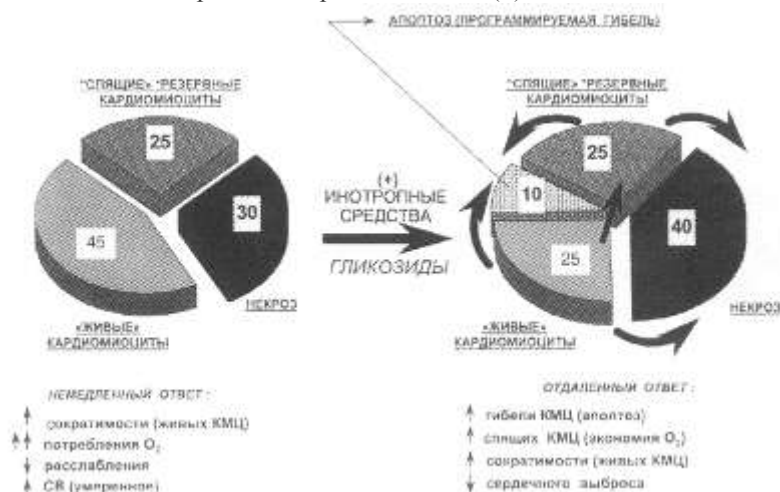 АПОПТОЗ (ПРОГРАММИРУЕМАЯ ГИБЕЛЬ)
"СПЯЩИЕ" "РЕЗЕРВНЫЕ
КАРДИОМИОЦИТЫ
25
30
45
НЕКРОЗ
«ЖИВЫЕ»
КАРДИОМИОЦИТЫ
(+)
ИНОТРОПНЫЕ
СРЕДСТВА
ГЛИКОЗИДЫ
"СПЯЩИЕ" "РЕЗЕРВНЫЕ
КАРДИОМИОЦИТЫ
25
10
40
25
НЕКРОЗ
«ЖИВЫЕ»
КАРДИОМИОЦИТЫ
НЕМЕДЛЕННЫЙ ОТВЕТ :
↑ сократимости (живых КМЦ)
↑↑ потребления O₂
↓ расслабления
↑ СВ (умеренное)
ОТДАЛЕННЫЙ ОТВЕТ :
↑ гибели КМЦ (апоптоз)
↑ спящих КМЦ (экономия O₂)
↑ сократимости (живых КМЦ)
↓ сердечного выброса